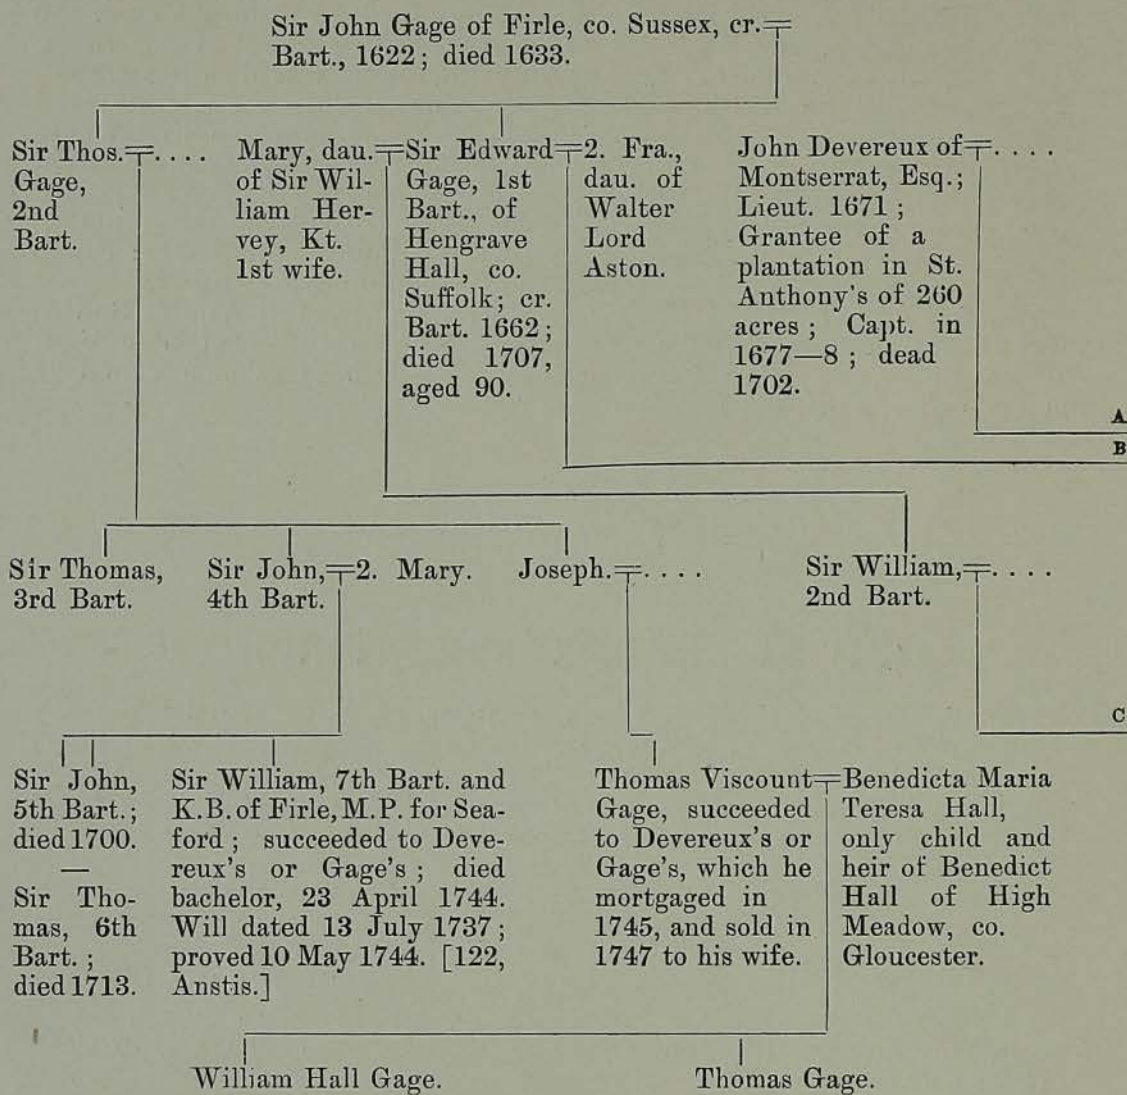 Sir John Gage of Firle, co. Sussex, cr.
Bart., 1622; died 1633.
Sir Thos.
Gage,
2nd
Bart.
. . . .
Mary, dau.
of Sir Wil-
liam Her-
vey, Kt.
1st wife.
Sir Edward
Gage, 1st
Bart., of
Hengrave
Hall, co.
Suffolk; cr.
Bart. 1662;
died 1707,
aged 90.
2. Fra.,
dau. of
Walter
Lord
Aston.
John Devereux of
Montserrat, Esq.;
Lieut. 1671;
Grantee of a
plantation in St.
Anthony's of 260
acres; Capt. in
1677—8; dead
1702.
. . . .
A
B
Sir Thomas,
3rd Bart.
Sir John,
4th Bart.
2. Mary.
Joseph.
. . . .
Sir William,
2nd Bart.
. . . .
C
Sir John,
5th Bart.;
died 1700.
—
Sir Tho-
mas, 6th
Bart.;
died 1713.
Sir William, 7th Bart. and
K.B. of Firle, M.P. for Sea-
ford; succeeded to Deve-
reux's or Gage's; died
bachelor, 23 April 1744.
Will dated 13 July 1737;
proved 10 May 1744. [122,
Anstis.]
Thomas Viscount
Gage, succeeded
to Devereux's or
Gage's, which he
mortgaged in
1745, and sold in
1747 to his wife.
Benedicta Maria
Teresa Hall,
only child and
heir of Benedict
Hall of High
Meadow, co.
Gloucester.
William Hall Gage.
Thomas Gage.